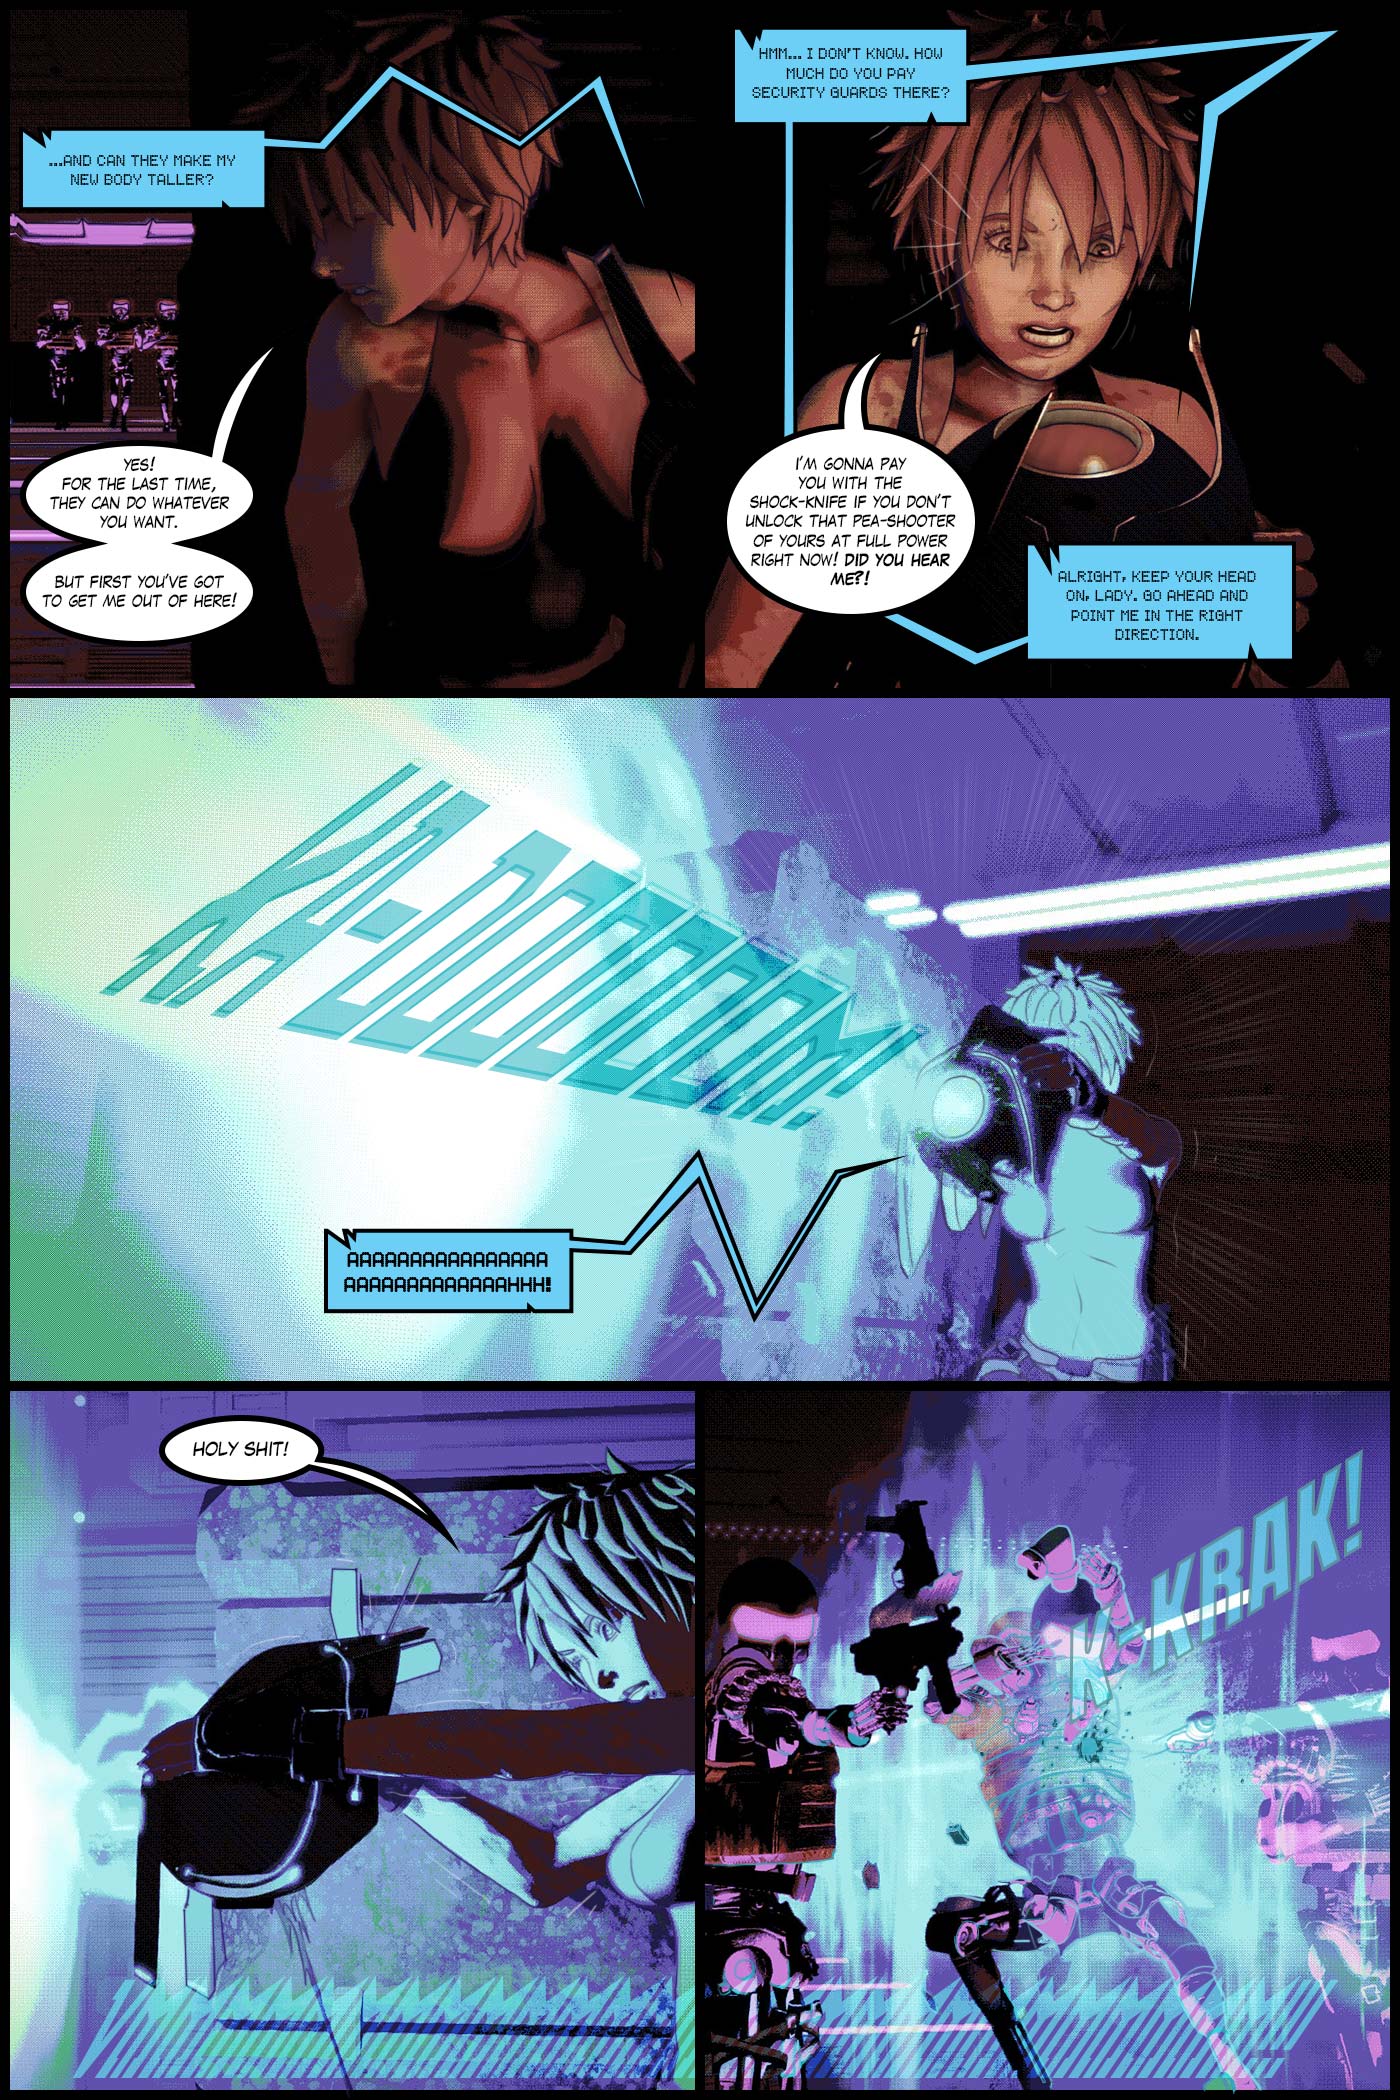 ...AND CAN THEY MAKE MY
NEW BODY TALLER?
YES!
FOR THE LAST TIME,
THEY CAN DO WHATEVER
YOU WANT.
BUT FIRST YOU'VE GOT
TO GET ME OUT OF HERE!
HMM... I DON'T KNOW. HOW
MUCH DO YOU PAY
SECURITY GUARDS THERE?
I'M GONNA PAY
YOU WITH THE
SHOCK-KNIFE IF YOU DON'T
UNLOCK THAT PEA-SHOOTER
OF YOURS AT FULL POWER
RIGHT NOW! DID YOU HEAR
ME?!
ALRIGHT, KEEP YOUR HEAD
ON, LADY. GO AHEAD AND
POINT ME IN THE RIGHT
DIRECTION.
KA-DOOOOOM!
AAAAAAAAAAAAAAAA
AAAAAAAAAAAAAHHH!
HOLY SHIT!
K-KRAK!